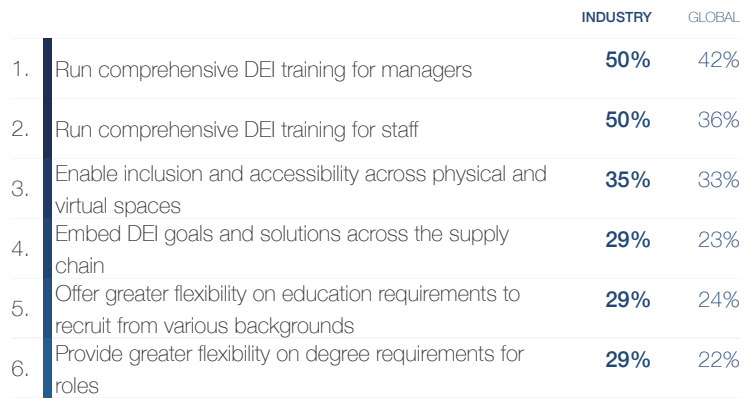 INDUSTRY GLOBAL
1. Run comprehensive DEI training for managers 50% 42%
2. Run comprehensive DEI training for staff 50% 36%
3. Enable inclusion and accessibility across physical and 35% 33%
virtual spaces
4. Embed DEI goals and solutions across the supply 29% 23%
chain
5. Offer greater flexibility on education requirements to 29% 24%
recruit from various backgrounds
6. Provide greater flexibility on degree requirements for 29% 22%
roles